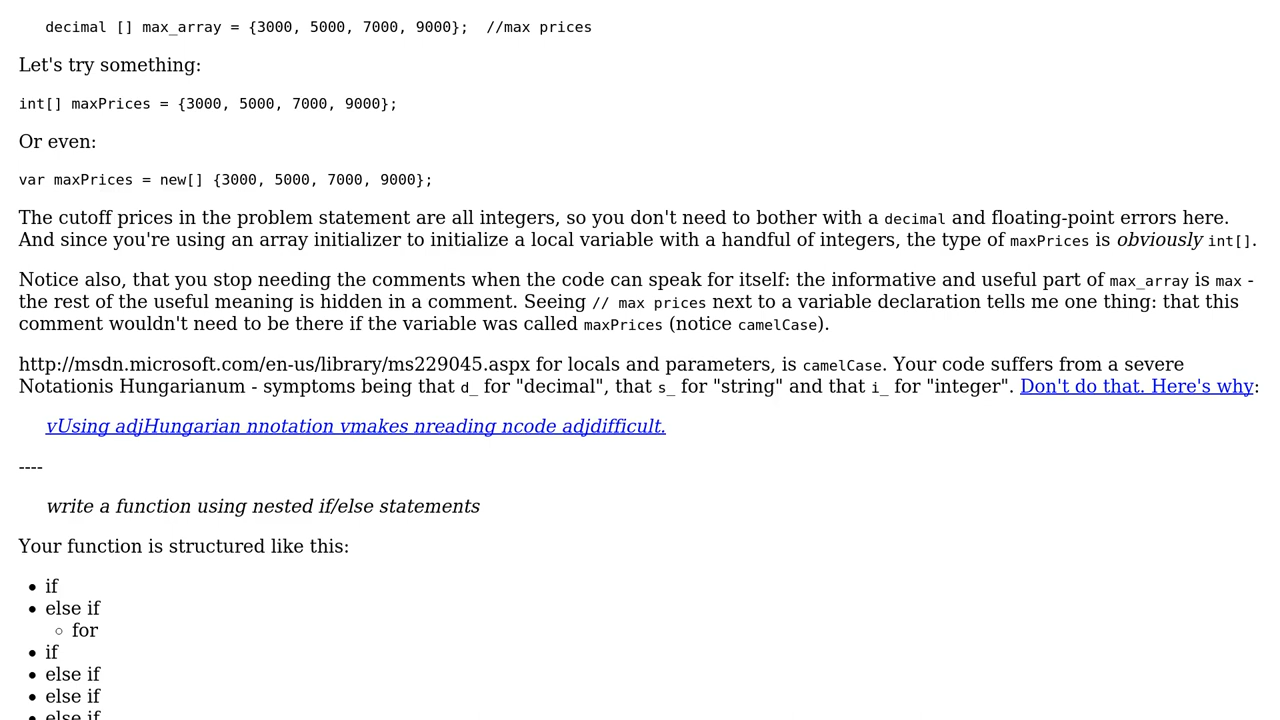 decimal [] max_array = {3000, 5000, 7000, 9000};  //max prices
Let's try something:
int[] maxPrices = {3000, 5000, 7000, 9000};
Or even:
var maxPrices = new[] {3000, 5000, 7000, 9000};
The cutoff prices in the problem statement are all integers, so you don't need to bother with a decimal and floating-point errors here.
And since you're using an array initializer to initialize a local variable with a handful of integers, the type of maxPrices is obviously int[].
Notice also, that you stop needing the comments when the code can speak for itself: the informative and useful part of max_array is max -
the rest of the useful meaning is hidden in a comment. Seeing // max prices next to a variable declaration tells me one thing: that this
comment wouldn't need to be there if the variable was called maxPrices (notice camelCase).
http://msdn.microsoft.com/en-us/library/ms229045.aspx for locals and parameters, is camelCase. Your code suffers from a severe
Notationis Hungarianum - symptoms being that d_ for "decimal", that s_ for "string" and that i_ for "integer". Don't do that. Here's why:
vUsing adjHungarian nnotation vmakes nreading ncode adjdifficult.
----
write a function using nested if/else statements
Your function is structured like this:
• if
• else if
◦ for
• if
• else if
• else if
• else if